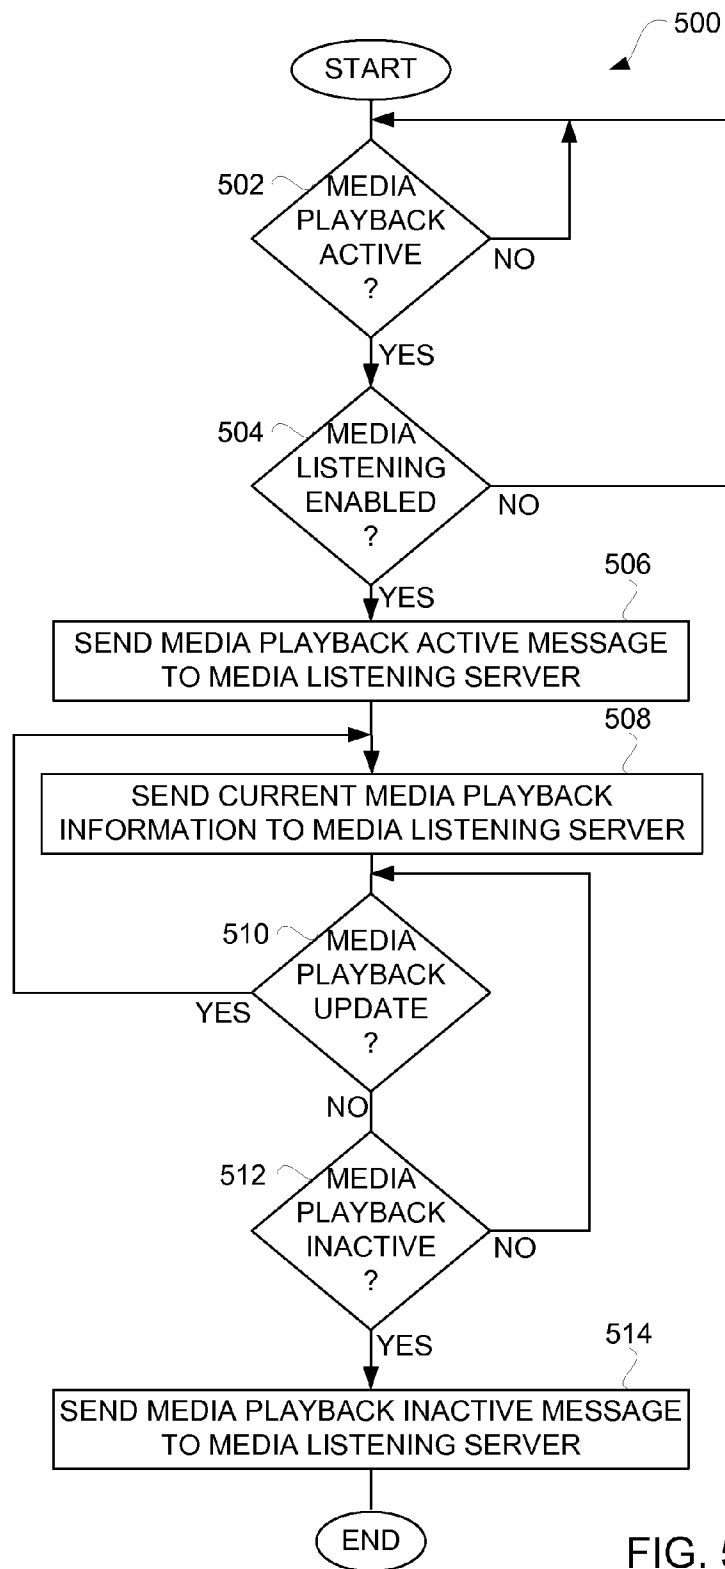 500
START
502
MEDIA
PLAYBACK
ACTIVE
?
NO
YES
504
MEDIA
LISTENING
ENABLED
?
NO
YES
506
SEND MEDIA PLAYBACK ACTIVE MESSAGE
TO MEDIA LISTENING SERVER
508
SEND CURRENT MEDIA PLAYBACK
INFORMATION TO MEDIA LISTENING SERVER
510
MEDIA
PLAYBACK
UPDATE
?
YES
NO
512
MEDIA
PLAYBACK
INACTIVE
?
NO
YES
514
SEND MEDIA PLAYBACK INACTIVE MESSAGE
TO MEDIA LISTENING SERVER
END
FIG. 5